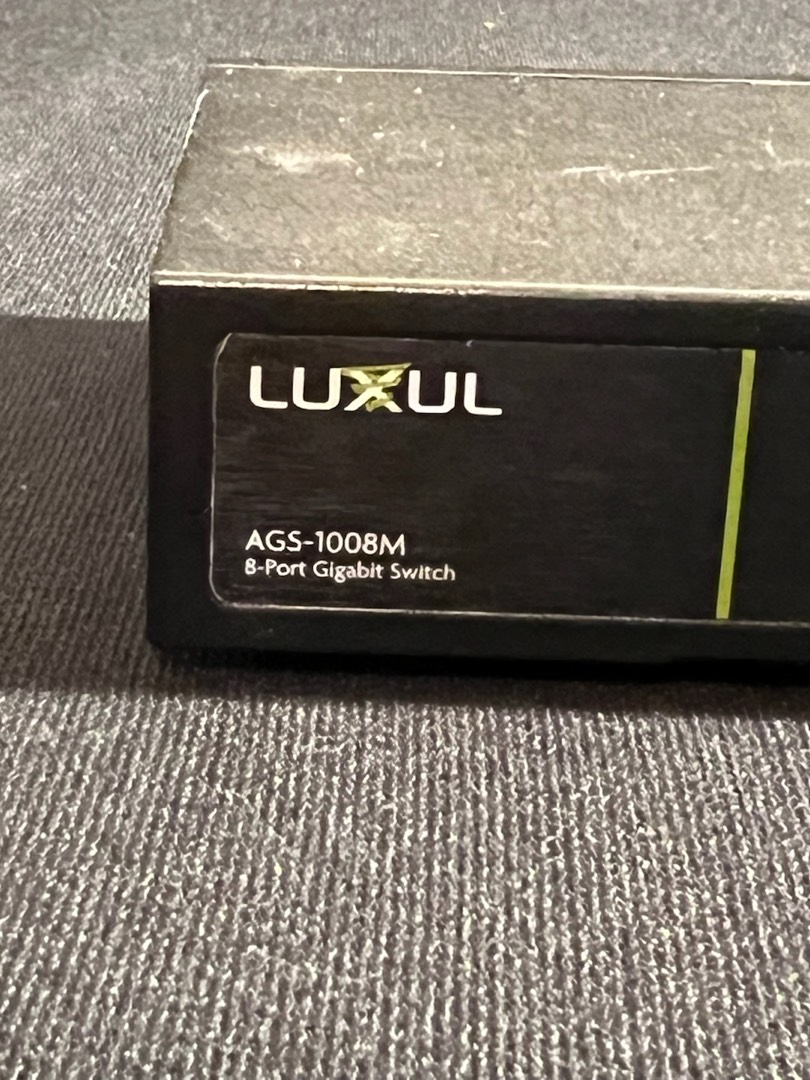 LUXUL
AGS-1008M
8-Port Gigabit Switch